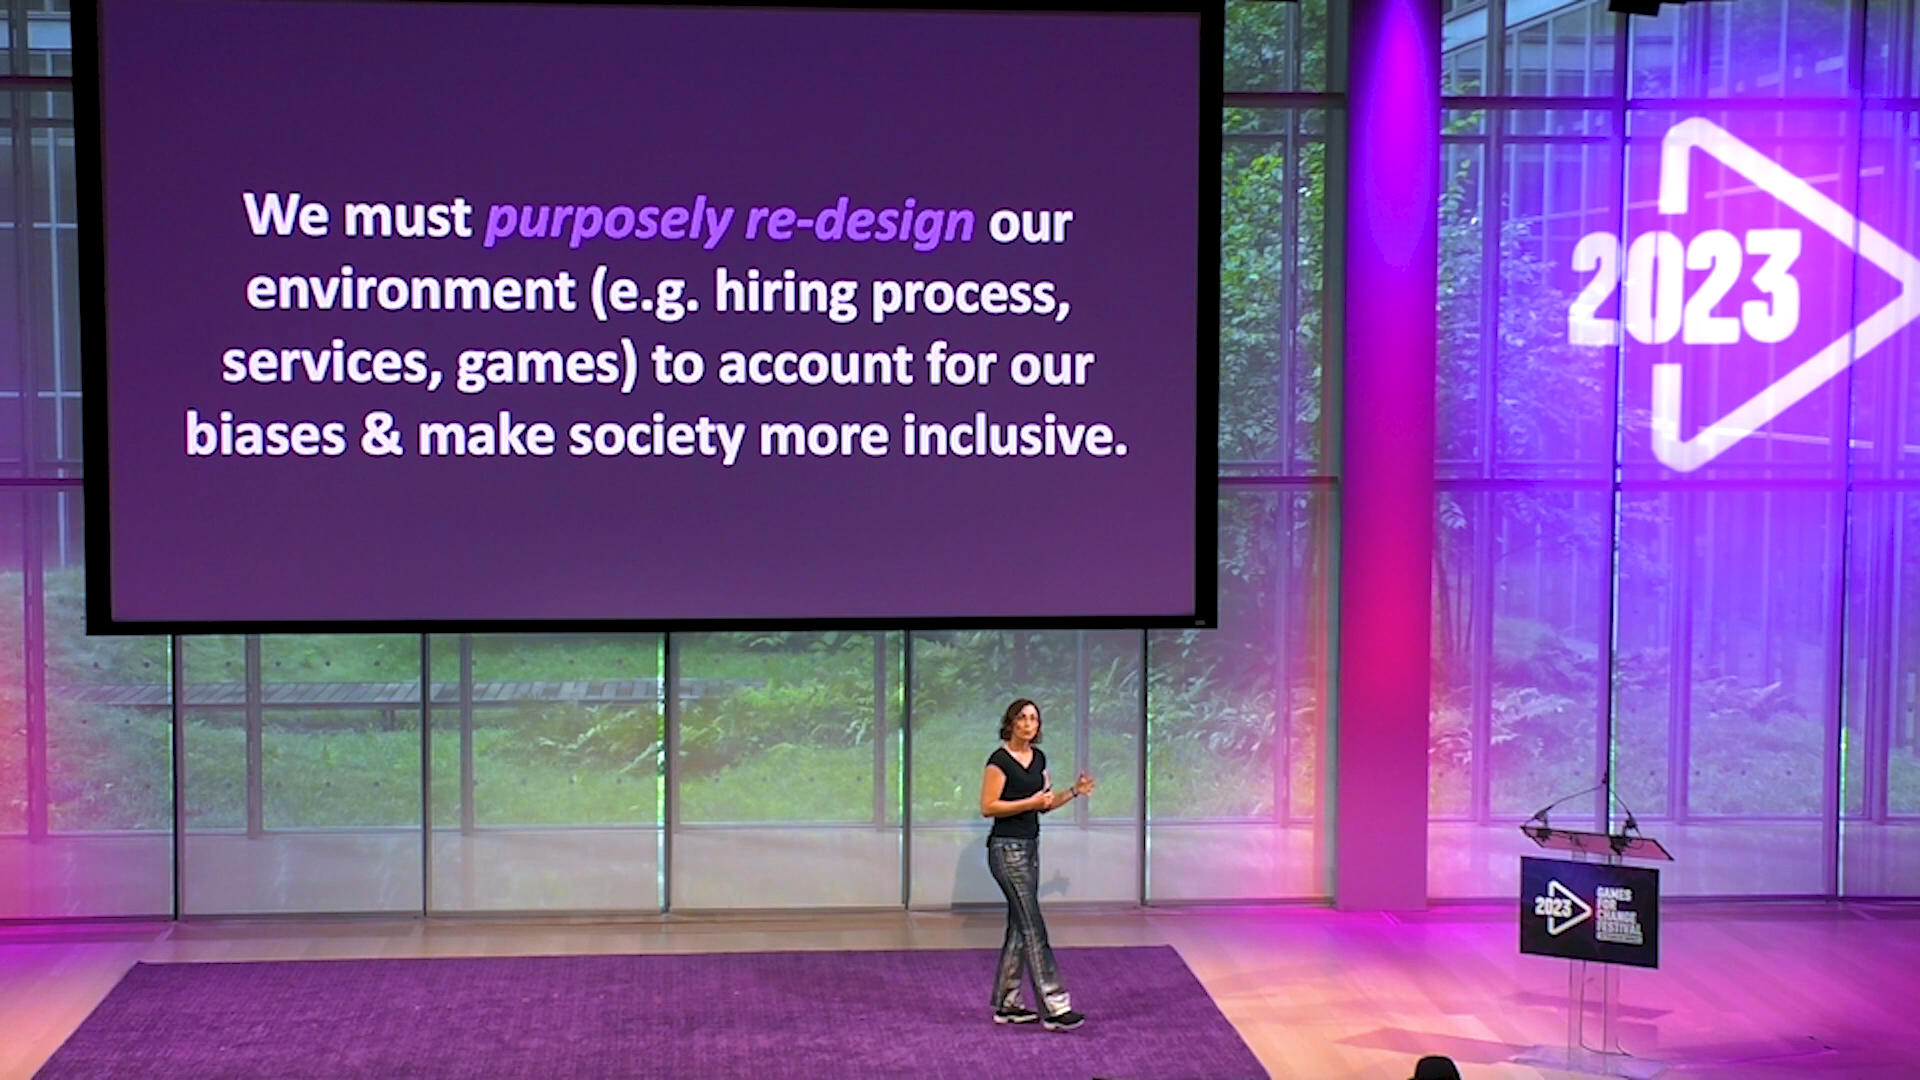 We must purposely re-design our
environment (e.g. hiring process,
services, games) to account for our
biases & make society more inclusive.
2023
2023
GAMES
FOR
CHANGE
FESTIVAL